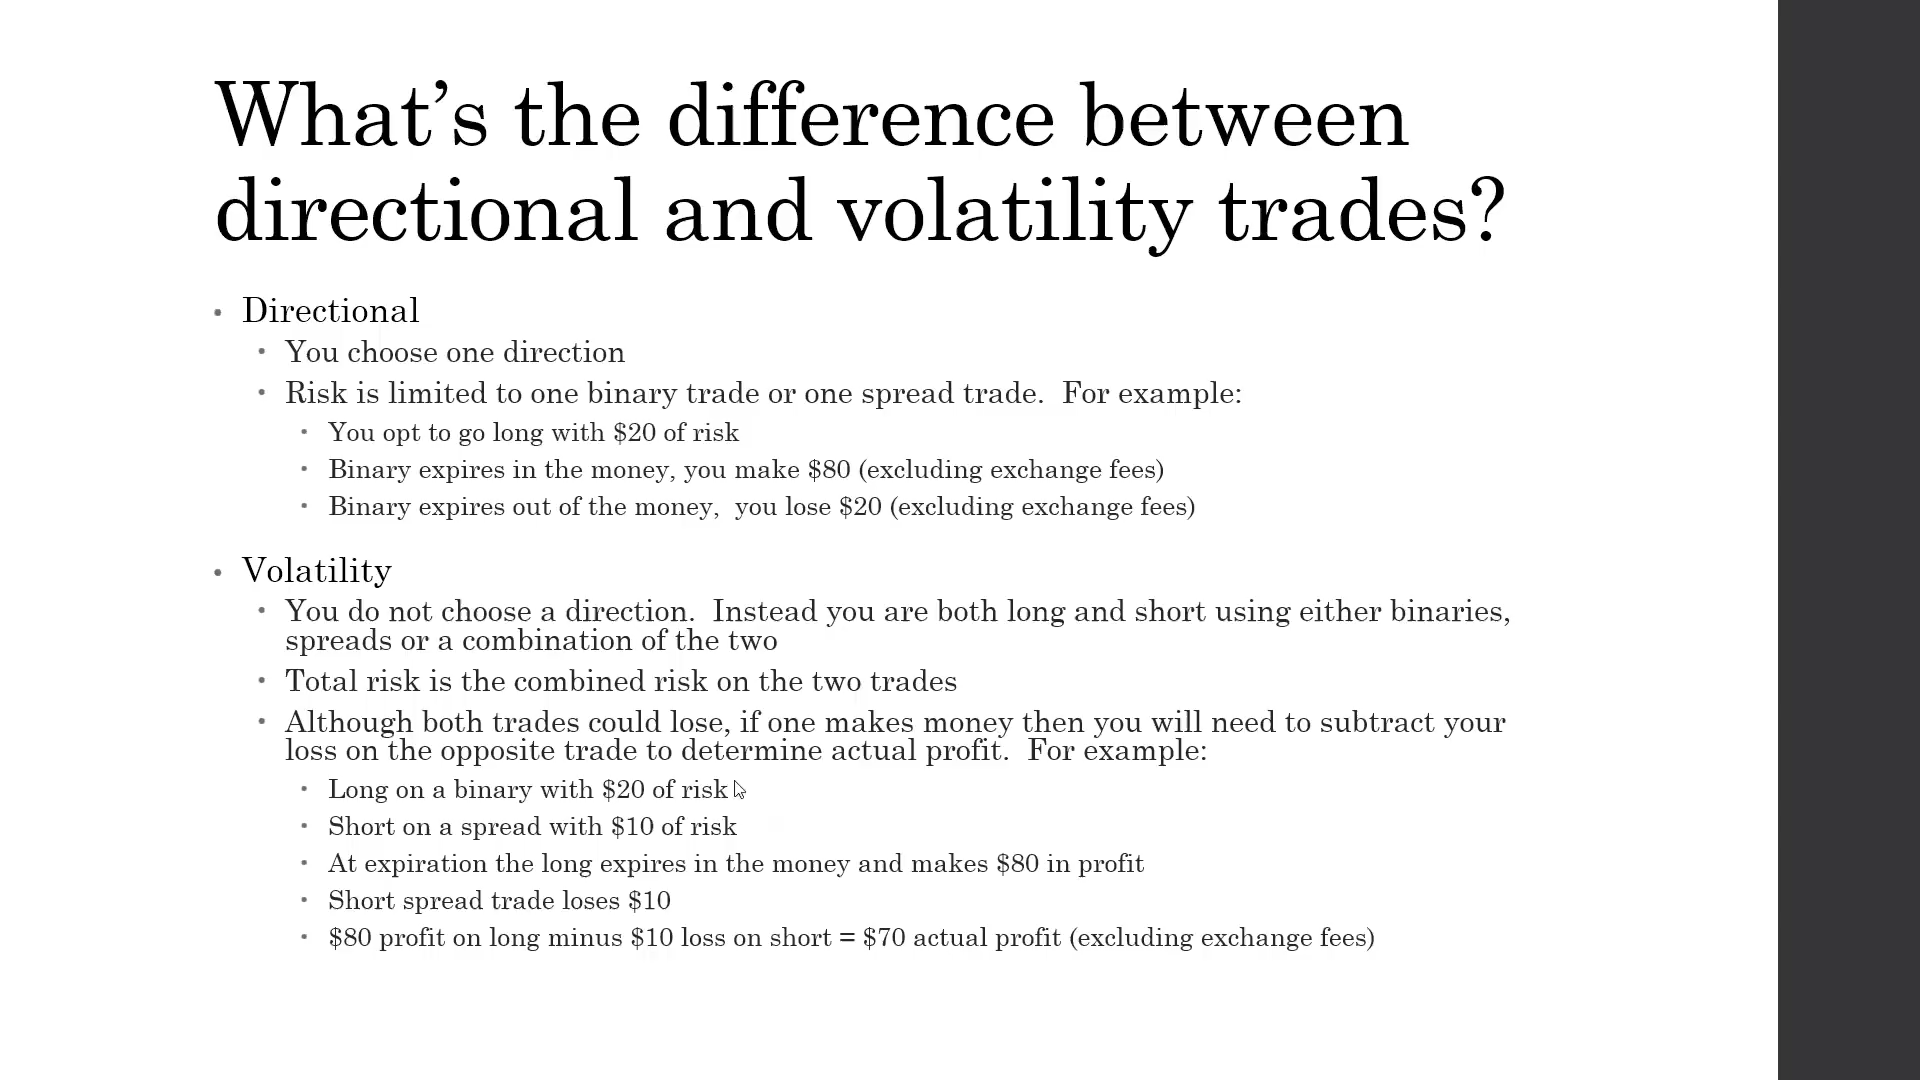 What’s the difference between
directional and volatility trades?
• Directional
• You choose one direction
• Risk is limited to one binary trade or one spread trade.  For example:
• You opt to go long with $20 of risk
• Binary expires in the money, you make $80 (excluding exchange fees)
• Binary expires out of the money,  you lose $20 (excluding exchange fees)
• Volatility
• You do not choose a direction.  Instead you are both long and short using either binaries,
spreads or a combination of the two
• Total risk is the combined risk on the two trades
• Although both trades could lose, if one makes money then you will need to subtract your
loss on the opposite trade to determine actual profit.  For example:
• Long on a binary with $20 of risk
• Short on a spread with $10 of risk
• At expiration the long expires in the money and makes $80 in profit
• Short spread trade loses $10
• $80 profit on long minus $10 loss on short = $70 actual profit (excluding exchange fees)